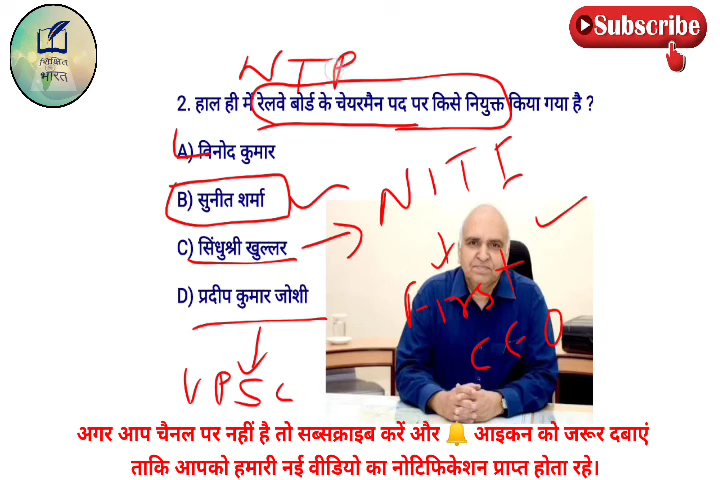 शिक्षित
भारत
Subscribe
NTP
2. हाल ही में रेलवे बोर्ड के चेयरमैन पद पर किसे नियुक्त किया गया है ?
A) विनोद कुमार
NITI
B) सुनीत शर्मा
C) सिंधुश्री खुल्लर
First
D) प्रदीप कुमार जोशी
CEO
UPSC
अगर आप चैनल पर नहीं है तो सब्सक्राइब करें और 🔔 आइकन को जरूर दबाएं
ताकि आपको हमारी नई वीडियो का नोटिफिकेशन प्राप्त होता रहे।